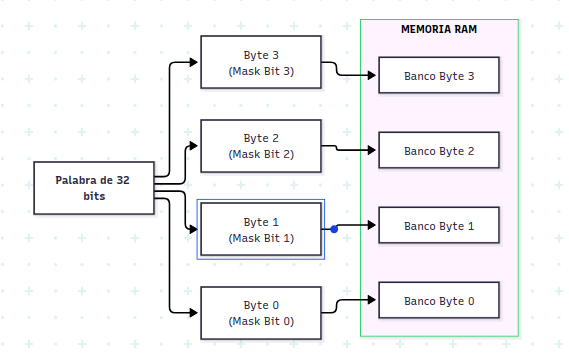 MEMORIA RAM
Byte 3
(Mask Bit 3)
Banco Byte 3
Byte 2
(Mask Bit 2)
Banco Byte 2
Palabra de 32
bits
Byte 1
(Mask Bit 1)
Banco Byte 1
Byte 0
(Mask Bit 0)
Banco Byte 0